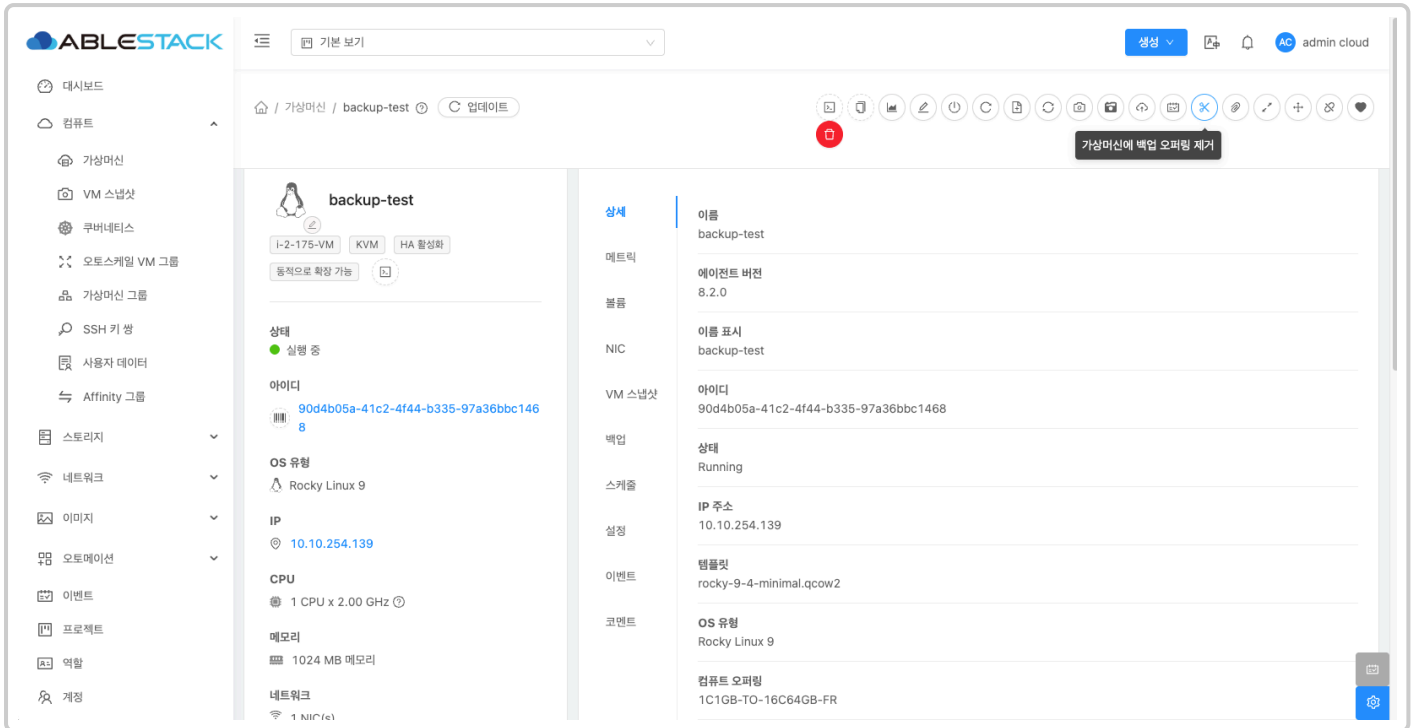 ABLESTACK
기본 보기
생성
AC
admin cloud
대시보드
컴퓨트
가상머신
VM 스냅샷
쿠버네티스
오토스케일 VM 그룹
가상머신 그룹
SSH 키 쌍
사용자 데이터
Affinity 그룹
스토리지
네트워크
이미지
오토메이션
이벤트
프로젝트
역할
계정
/ 가상머신 / backup-test
업데이트
가상머신에 백업 오퍼링 제거
backup-test
i-2-175-VM
KVM
HA 활성화
동적으로 확장 가능
상태
실행 중
아이디
90d4b05a-41c2-4f44-b335-97a36bbc146
8
OS 유형
Rocky Linux 9
IP
10.10.254.139
CPU
1 CPU x 2.00 GHz
메모리
1024 MB 메모리
네트워크
1 NIC(s)
상세
메트릭
볼륨
NIC
VM 스냅샷
백업
스케줄
설정
이벤트
코멘트
이름
backup-test
에이전트 버전
8.2.0
이름 표시
backup-test
아이디
90d4b05a-41c2-4f44-b335-97a36bbc1468
상태
Running
IP 주소
10.10.254.139
템플릿
rocky-9-4-minimal.qcow2
OS 유형
Rocky Linux 9
컴퓨트 오퍼링
1C1GB-TO-16C64GB-FR